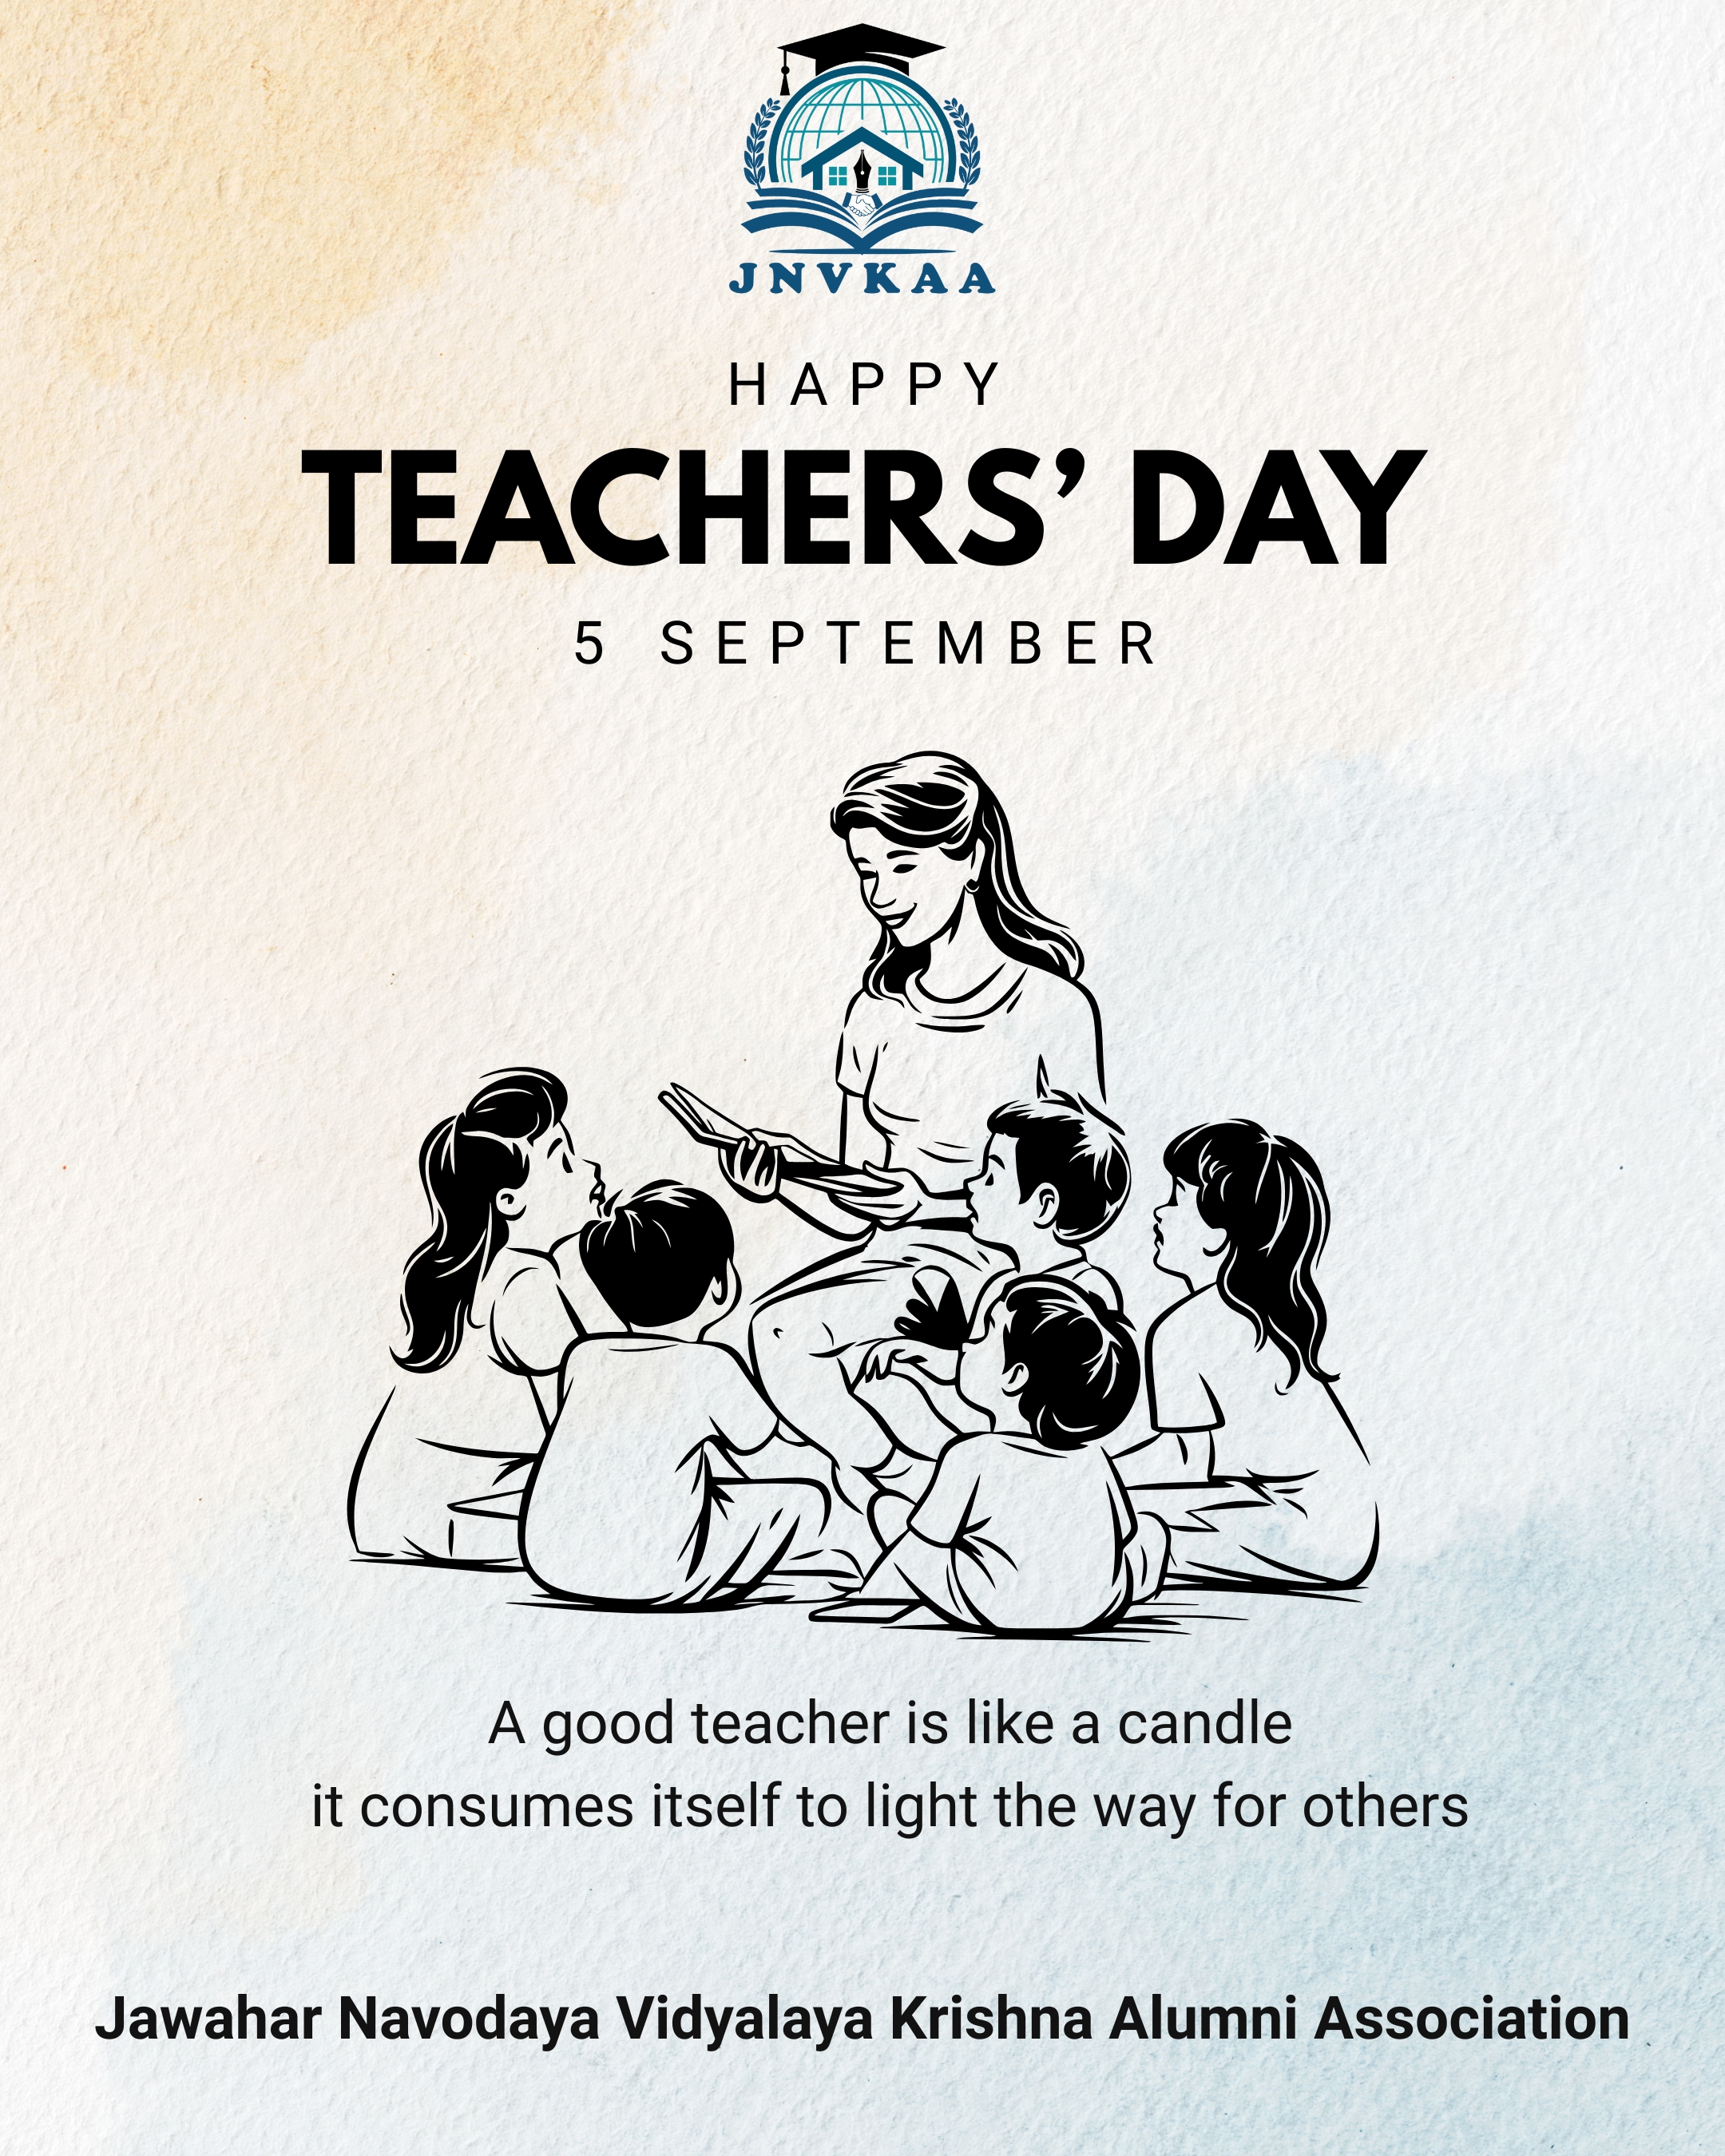 JNVKAA
HAPPY
TEACHERS’ DAY
5 SEPTEMBER
A good teacher is like a candle
it consumes itself to light the way for others
Jawahar Navodaya Vidyalaya Krishna Alumni Association